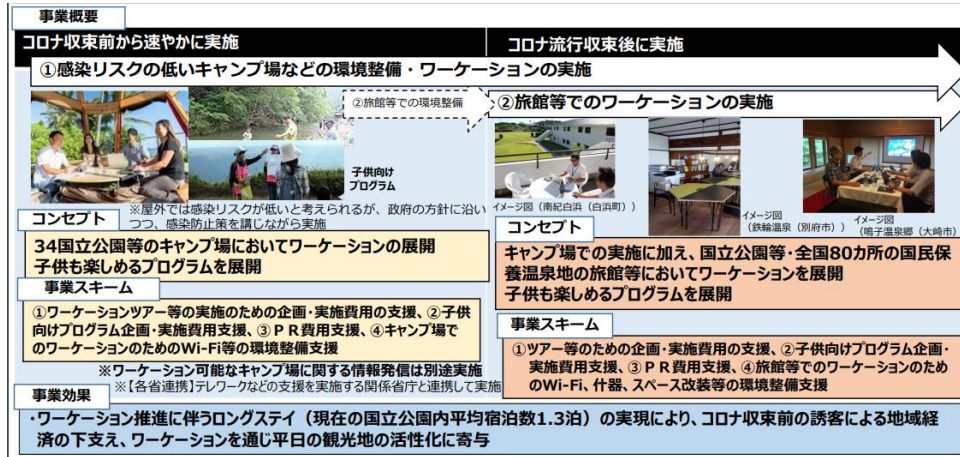 事業概要
コロナ収束前から速やかに実施
コロナ流行収束後に実施
①感染リスクの低いキャンプ場などの環境整備・ワーケーションの実施
②旅館等での環境整備
②旅館等でのワーケーションの実施
子供向け
プログラム
イメージ図（南紀白浜（白浜町））
イメージ図
（鉄輪温泉（別府市））
イメージ図
（鳴子温泉郷（大崎市）
コンセプト
※屋外では感染リスクが低いと考えられるが、政府の方針に沿い
つつ、感染防止策を講じながら実施
34国立公園等のキャンプ場においてワーケーションの展開
子供も楽しめるプログラムを展開
事業スキーム
①ワーケーションツアー等の実施のための企画・実施費用の支援、②子供
向けプログラム企画・実施費用支援、③ＰＲ費用支援、④キャンプ場で
のワーケーションのためのWi-Fi等の環境整備支援
※ワーケーション可能なキャンプ場に関する情報発信は別途実施
※【各省連携】テレワークなどの支援を実施する関係省庁と連携して実施
コンセプト
キャンプ場での実施に加え、国立公園等・全国80カ所の国民保
養温泉地の旅館等においてワーケーションを展開
子供も楽しめるプログラムを展開
事業スキーム
①ツアー等のための企画・実施費用の支援、②子供向けプログラム企画・
実施費用支援、③ＰＲ費用支援、④旅館等でのワーケーションのため
のWi-Fi、什器、スペース改装等の環境整備支援
事業効果
・ワーケーション推進に伴うロングステイ（現在の国立公園内平均宿泊数1.3泊）の実現により、コロナ収束前の誘客による地域経
済の下支え、ワーケーションを通じ平日の観光地の活性化に寄与